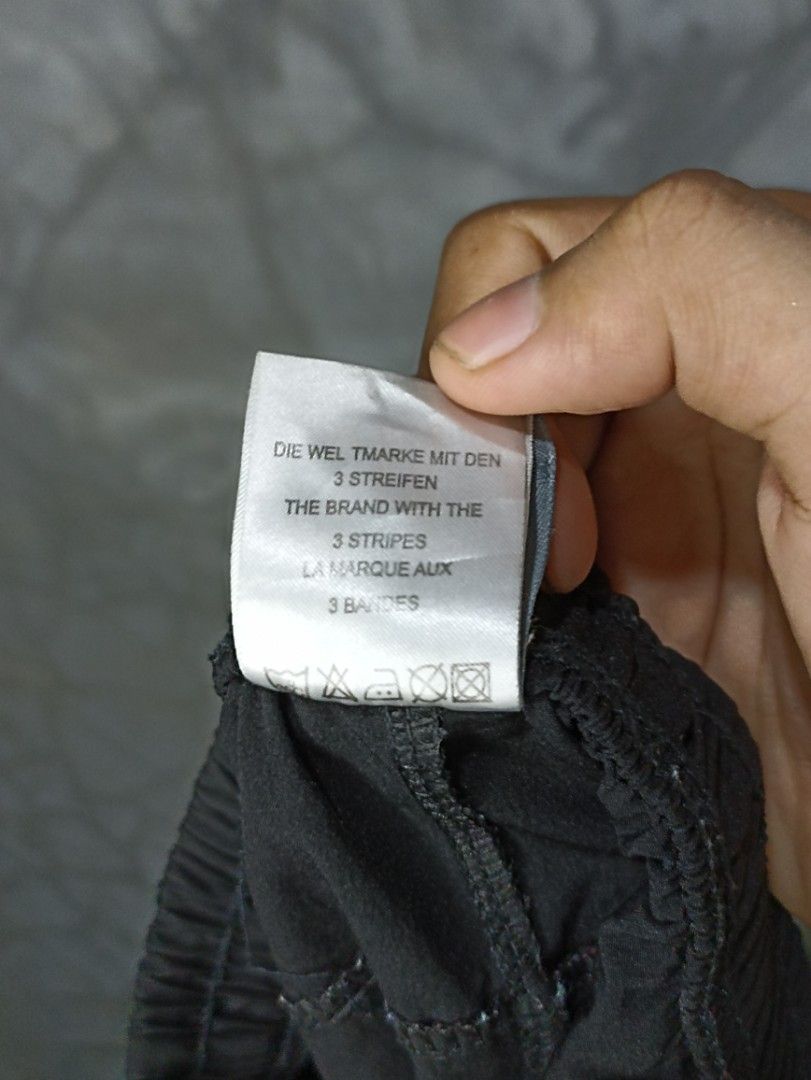 DIE WEL TMARKE MIT DEN
3 STREIFEN
THE BRAND WITH THE
3 STRIPES
LA MARQUE AUX
3 BANDES